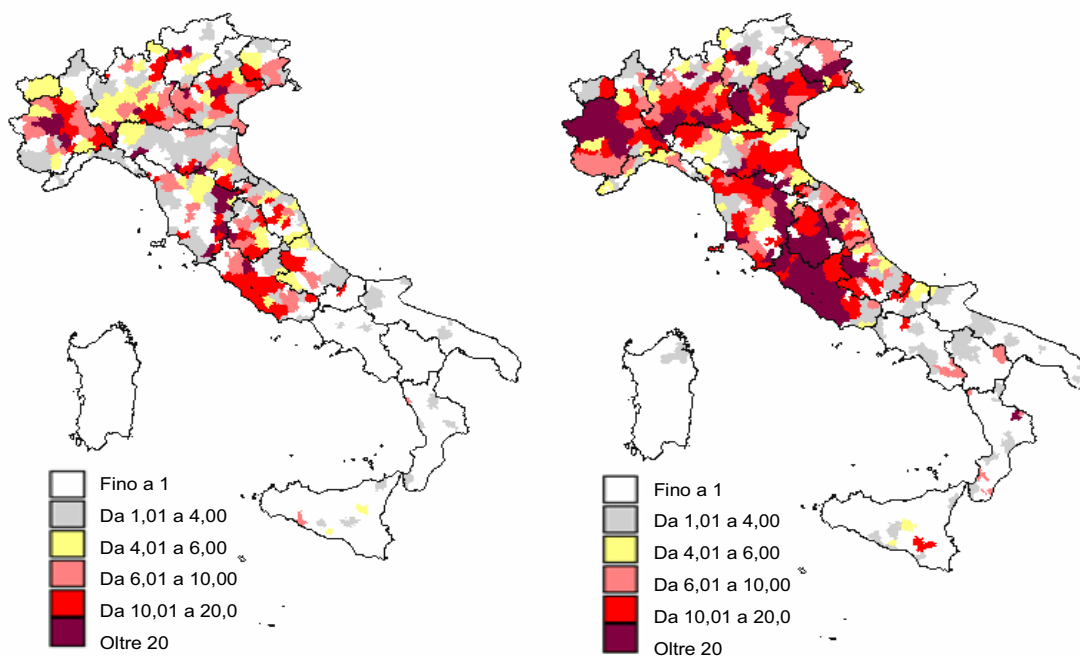 Fino a 1
Da 1,01 a 4,00
Da 4,01 a 6,00
Da 6,01 a 10,00
Da 10,01 a 20,0
Oltre 20
Fino a 1
Da 1,01 a 4,00
Da 4,01 a 6,00
Da 6,01 a 10,00
Da 10,01 a 20,0
Oltre 20